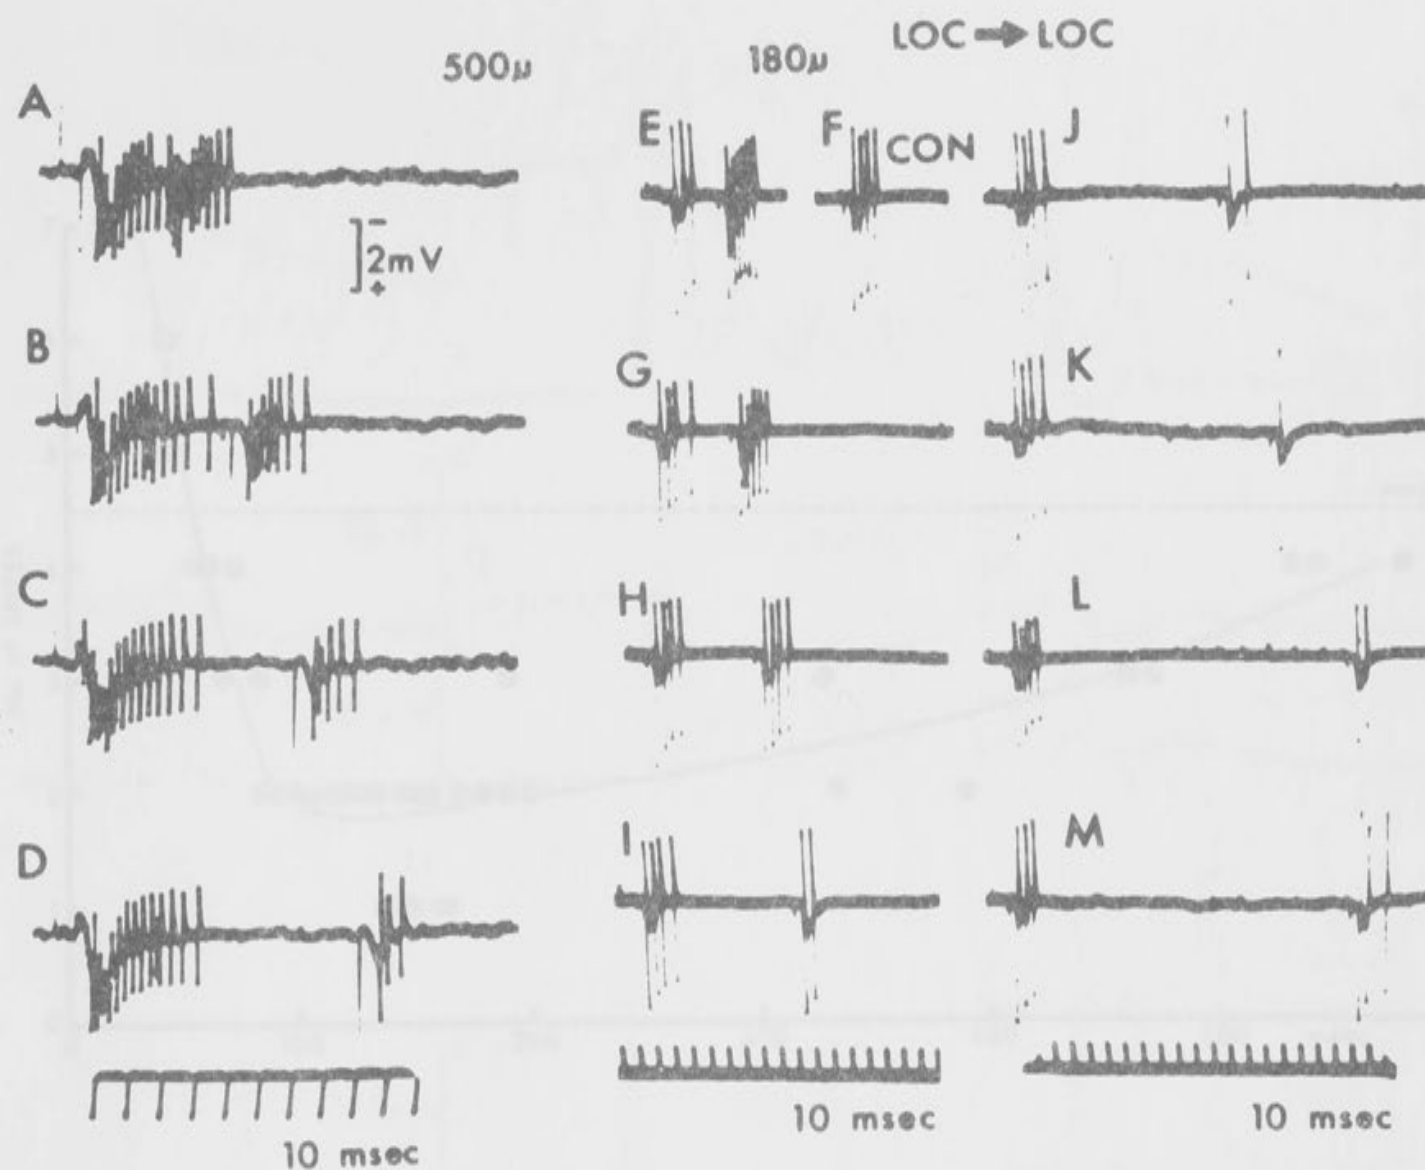 LOC ➡ LOC
500µ 180µ
A E F CON J
−
2mV
+
B G K
C H L
D I M
10 msec 10 msec 10 msec